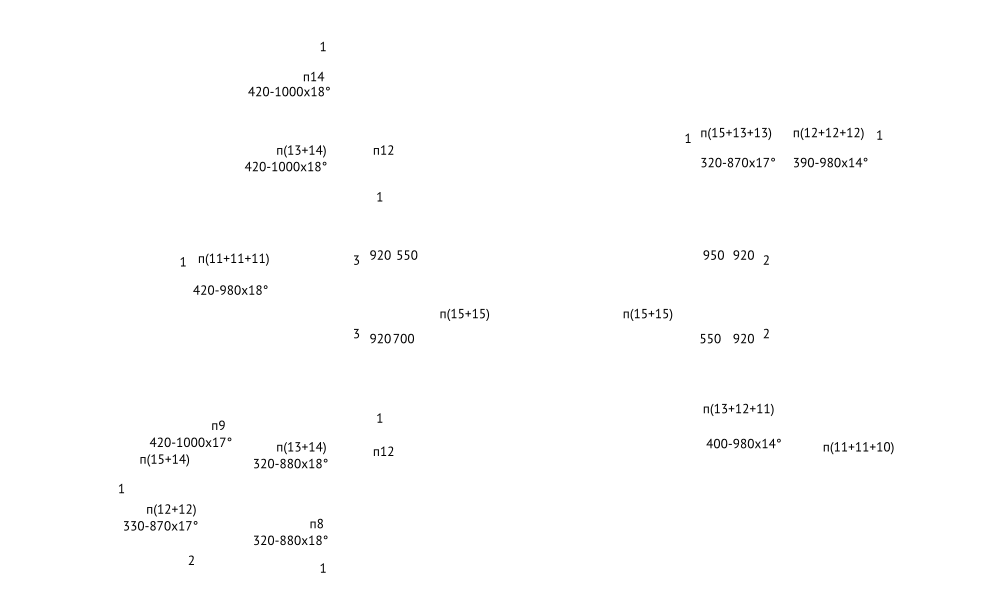 1
п14
420-1000x18°
1 п(15+13+13) п(12+12+12) 1
п(13+14) п12
420-1000x18° 320-870x17° 390-980x14°
1
3 920 550 950 920 2
1 п(11+11+11)
420-980x18°
п(15+15) п(15+15)
3 920 700 550 920 2
п(13+12+11)
1
п9
420-1000x17° п(13+14) п12 400-980x14° п(11+11+10)
п(15+14) 320-880x18°
1
п(12+12)
330-870x17° п8
320-880x18°
2
1